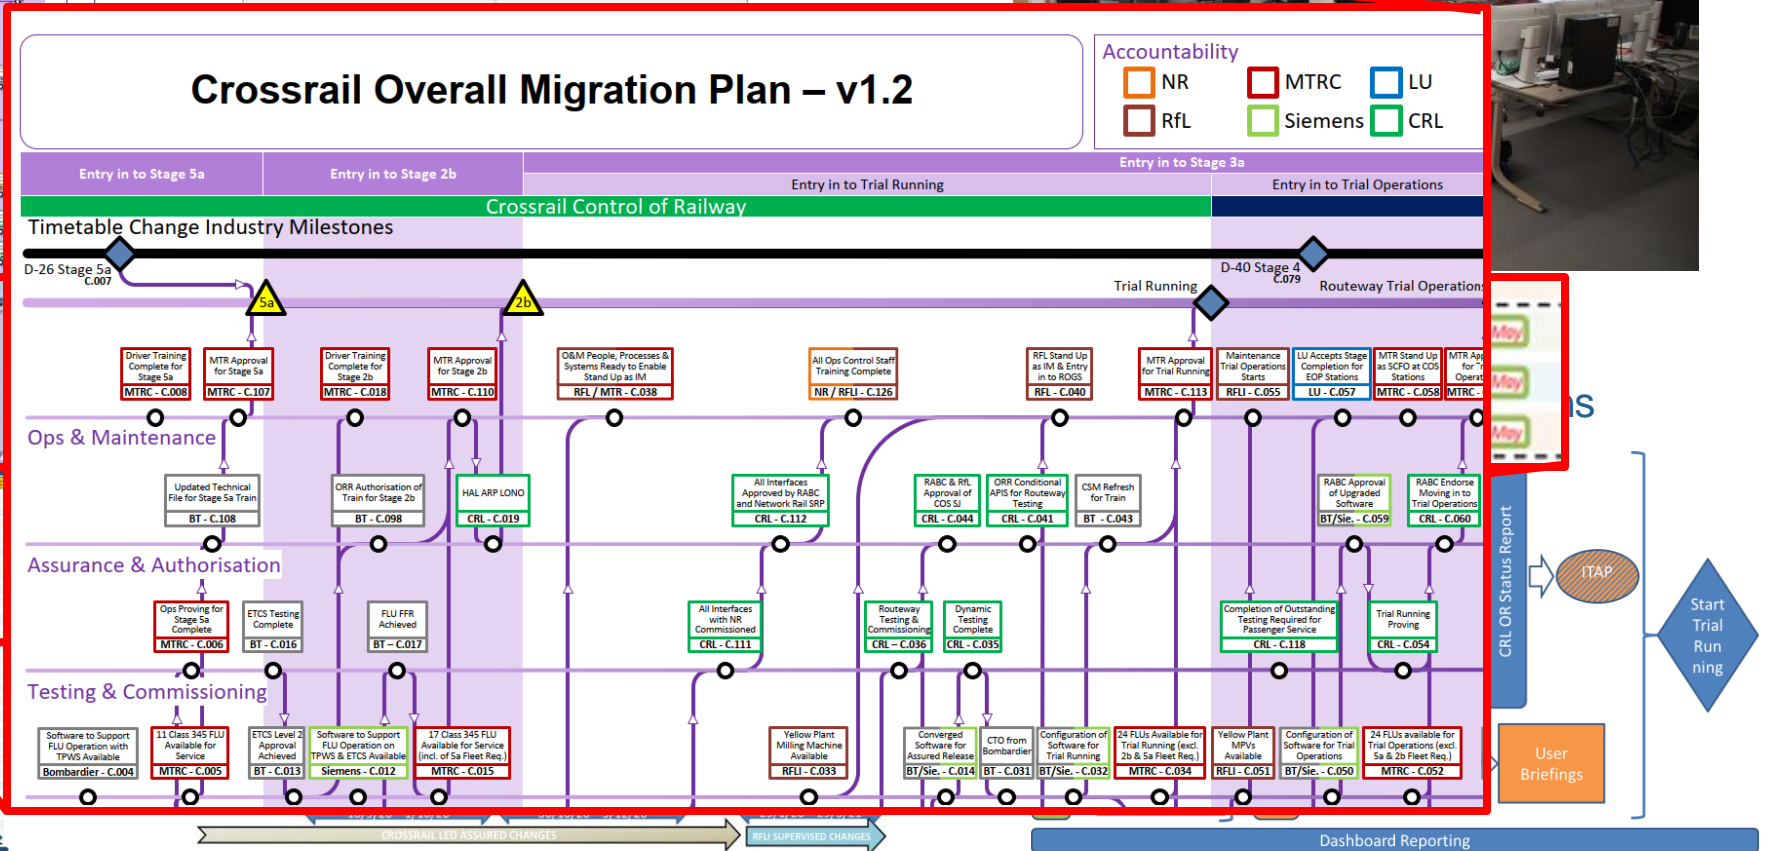 Crossrail Overall Migration Plan – v1.2
Accountability
NR
MTRC
LU
RfL
Siemens
CRL
Entry in to Stage 5a
Entry in to Stage 2b
Entry in to Stage 3a
Entry in to Trial Running
Entry in to Trial Operations
Crossrail Control of Railway
Timetable Change Industry Milestones
D-26 Stage 5a
C.007
D-40 Stage 4
C.079
5a
2b
Trial Running
Routeway Trial Operations
Driver Training
Complete for
Stage 5a
MTRC - C.008
MTR Approval
for Stage 5a
MTRC - C.107
Driver Training
Complete for
Stage 2b
MTRC - C.018
MTR Approval
for Stage 2b
MTRC - C.110
O&M People, Processes &
Systems Ready to Enable
Stand Up as IM
RFL / MTR - C.038
All Ops Control Staff
Training Complete
NR / RFLI - C.126
RFL Stand Up
as IM & Entry
in to ROGS
RFL - C.040
MTR Approval
for Trial Running
MTRC - C.113
Maintenance
Trial Operations
Starts
RFLI - C.055
LU Accepts Stage
Completion for
EOP Stations
LU - C.057
MTR Stand Up
as SCFO at COS
Stations
MTRC - C.058
MTR App
for Tr
Operat
MTRC -
May
May
May
ns
Ops & Maintenance
Updated Technical
File for Stage 5a Train
BT - C.108
ORR Authorisation of
Train for Stage 2b
BT - C.098
HAL ARP LONO
CRL - C.019
All Interfaces
Approved by RABC
and Network Rail SRP
CRL - C.112
RABC & RfL
Approval of
COS SJ
CRL - C.044
ORR Conditional
APIS for Routeway
Testing
CRL - C.041
CSM Refresh
for Train
BT - C.043
RABC Approval
of Upgraded
Software
BT/Sie. - C.059
RABC Endorse
Moving in to
Trial Operations
CRL - C.060
Assurance & Authorisation
Ops Proving for
Stage 5a
Complete
MTRC - C.006
ETCS Testing
Complete
BT - C.016
FLU FFR
Achieved
BT – C.017
All Interfaces
with NR
Commissioned
CRL - C.111
Routeway
Testing &
Commissioning
CRL – C.036
Dynamic
Testing
Complete
CRL - C.035
Completion of Outstanding
Testing Required for
Passenger Service
CRL - C.118
Trial Running
Proving
CRL - C.054
Testing & Commissioning
Software to Support
FLU Operation with
TPWS Available
Bombardier - C.004
11 Class 345 FLU
Available for
Service
MTRC - C.005
ETCS Level 2
Approval
Achieved
BT - C.013
Software to Support
FLU Operation on
TPWS & ETCS Available
Siemens - C.012
17 Class 345 FLU
Available for Service
(incl. of 5a Fleet Req.)
MTRC - C.015
Yellow Plant
Milling Machine
Available
RFLI - C.033
Converged
Software for
Assured Release
BT/Sie. - C.014
CTO from
Bombardier
BT - C.031
Configuration of
Software for
Trial Running
BT/Sie. - C.032
24 FLUs Available for
Trial Running (excl.
2b & 5a Fleet Req.)
MTRC - C.034
Yellow Plant
MPVs
Available
RFLI - C.051
Configuration of
Software for Trial
Operations
BT/Sie. - C.050
24 FLUs available for
Trial Operations (excl.
5a & 2b Fleet Req.)
MTRC - C.052
CRL OR Status Report
ITAP
Start
Trial
Run
ning
User
Briefings
CROSSRAIL LED ASSURED CHANGES
RFLI SUPERVISED CHANGES
Dashboard Reporting